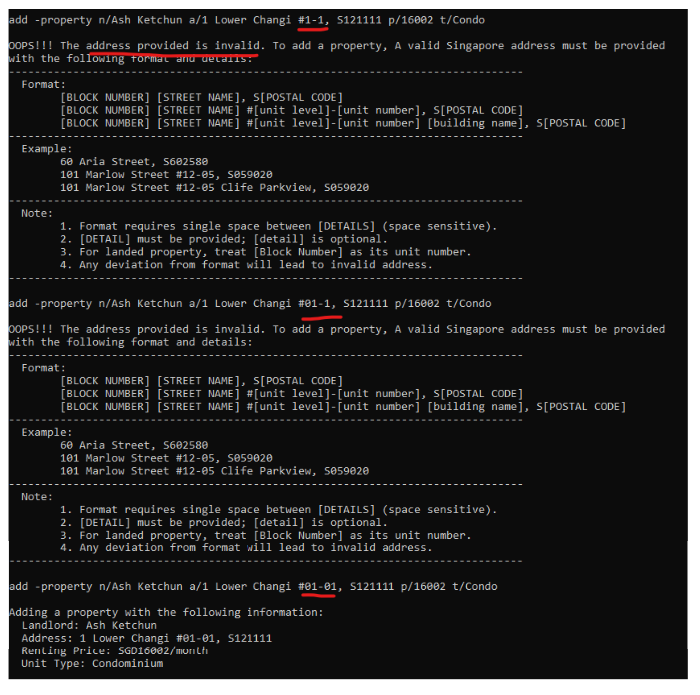 add -property n/Ash Ketchun a/1 Lower Changi #1-1, S121111 p/16002 t/Condo
OOPS!!! The address provided is invalid. To add a property, A valid Singapore address must be provided
with the following format and details:
--------------------------------------------------------------------------------
Format:
[BLOCK NUMBER] [STREET NAME], S[POSTAL CODE]
[BLOCK NUMBER] [STREET NAME] #[unit level]-[unit number], S[POSTAL CODE]
[BLOCK NUMBER] [STREET NAME] #[unit level]-[unit number] [building name], S[POSTAL CODE]
--------------------------------------------------------------------------------
Example:
60 Aria Street, S602580
101 Marlow Street #12-05, S059020
101 Marlow Street #12-05 Clife Parkview, S059020
--------------------------------------------------------------------------------
Note:
1. Format requires single space between [DETAILS] (space sensitive).
2. [DETAIL] must be provided; [detail] is optional.
3. For landed property, treat [Block Number] as its unit number.
4. Any deviation from format will lead to invalid address.
--------------------------------------------------------------------------------
add -property n/Ash Ketchun a/1 Lower Changi #01-1, S121111 p/16002 t/Condo
OOPS!!! The address provided is invalid. To add a property, A valid Singapore address must be provided
with the following format and details:
--------------------------------------------------------------------------------
Format:
[BLOCK NUMBER] [STREET NAME], S[POSTAL CODE]
[BLOCK NUMBER] [STREET NAME] #[unit level]-[unit number], S[POSTAL CODE]
[BLOCK NUMBER] [STREET NAME] #[unit level]-[unit number] [building name], S[POSTAL CODE]
--------------------------------------------------------------------------------
Example:
60 Aria Street, S602580
101 Marlow Street #12-05, S059020
101 Marlow Street #12-05 Clife Parkview, S059020
--------------------------------------------------------------------------------
Note:
1. Format requires single space between [DETAILS] (space sensitive).
2. [DETAIL] must be provided; [detail] is optional.
3. For landed property, treat [Block Number] as its unit number.
4. Any deviation from format will lead to invalid address.
--------------------------------------------------------------------------------
add -property n/Ash Ketchun a/1 Lower Changi #01-01, S121111 p/16002 t/Condo
Adding a property with the following information:
Landlord: Ash Ketchun
Address: 1 Lower Changi #01-01, S121111
Renting Price: SGD16002/month
Unit Type: Condominium